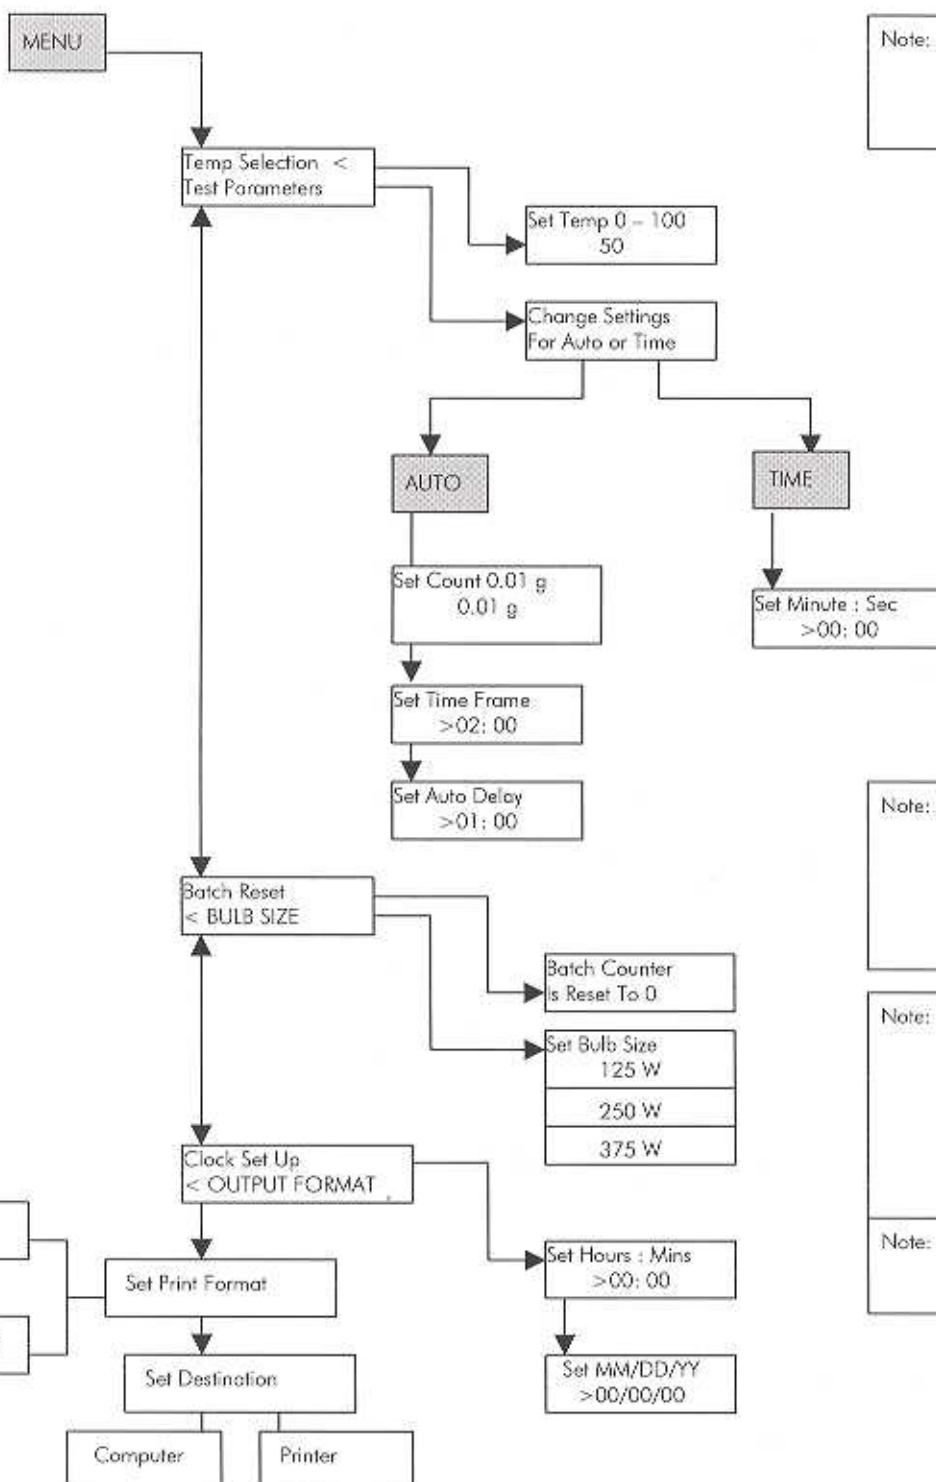 MENU
Note:
Temp Selection <
Test Parameters
Set Temp 0 – 100
50
Change Settings
For Auto or Time
AUTO
TIME
Set Count 0.01 g
0.01 g
Set Minute : Sec
>00: 00
Set Time Frame
>02: 00
Set Auto Delay
>01: 00
Note:
Batch Reset
< BULB SIZE
Batch Counter
Is Reset To 0
Note:
Set Bulb Size
125 W
250 W
375 W
Clock Set Up
< OUTPUT FORMAT
Note:
Set Hours : Mins
>00: 00
Set Print Format
Set MM/DD/YY
>00/00/00
Set Destination
Computer
Printer